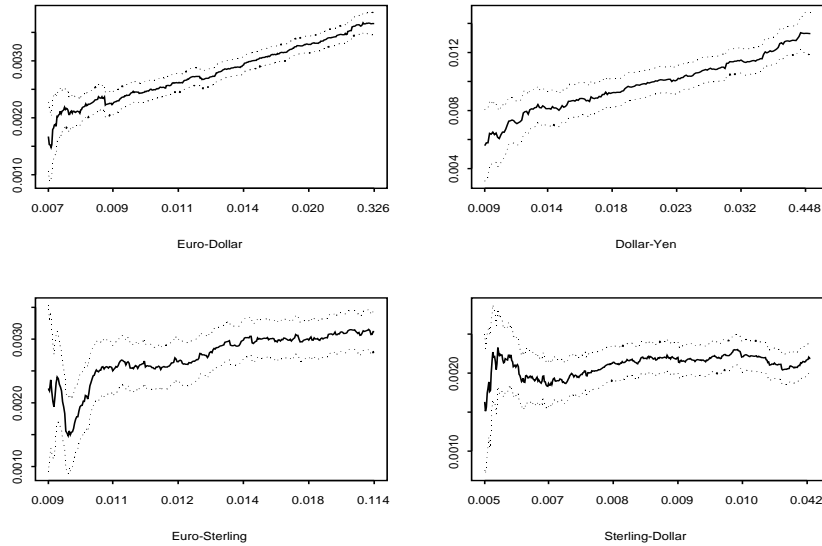 0.0010 0.0020 0.0030
0.007 0.009 0.011 0.014 0.020 0.326
Euro-Dollar
0.004 0.008 0.012
0.009 0.014 0.018 0.023 0.032 0.448
Dollar-Yen
0.0010 0.0020 0.0030
0.009 0.011 0.012 0.014 0.018 0.114
Euro-Sterling
0.0010 0.0020
0.005 0.007 0.008 0.009 0.010 0.042
Sterling-Dollar